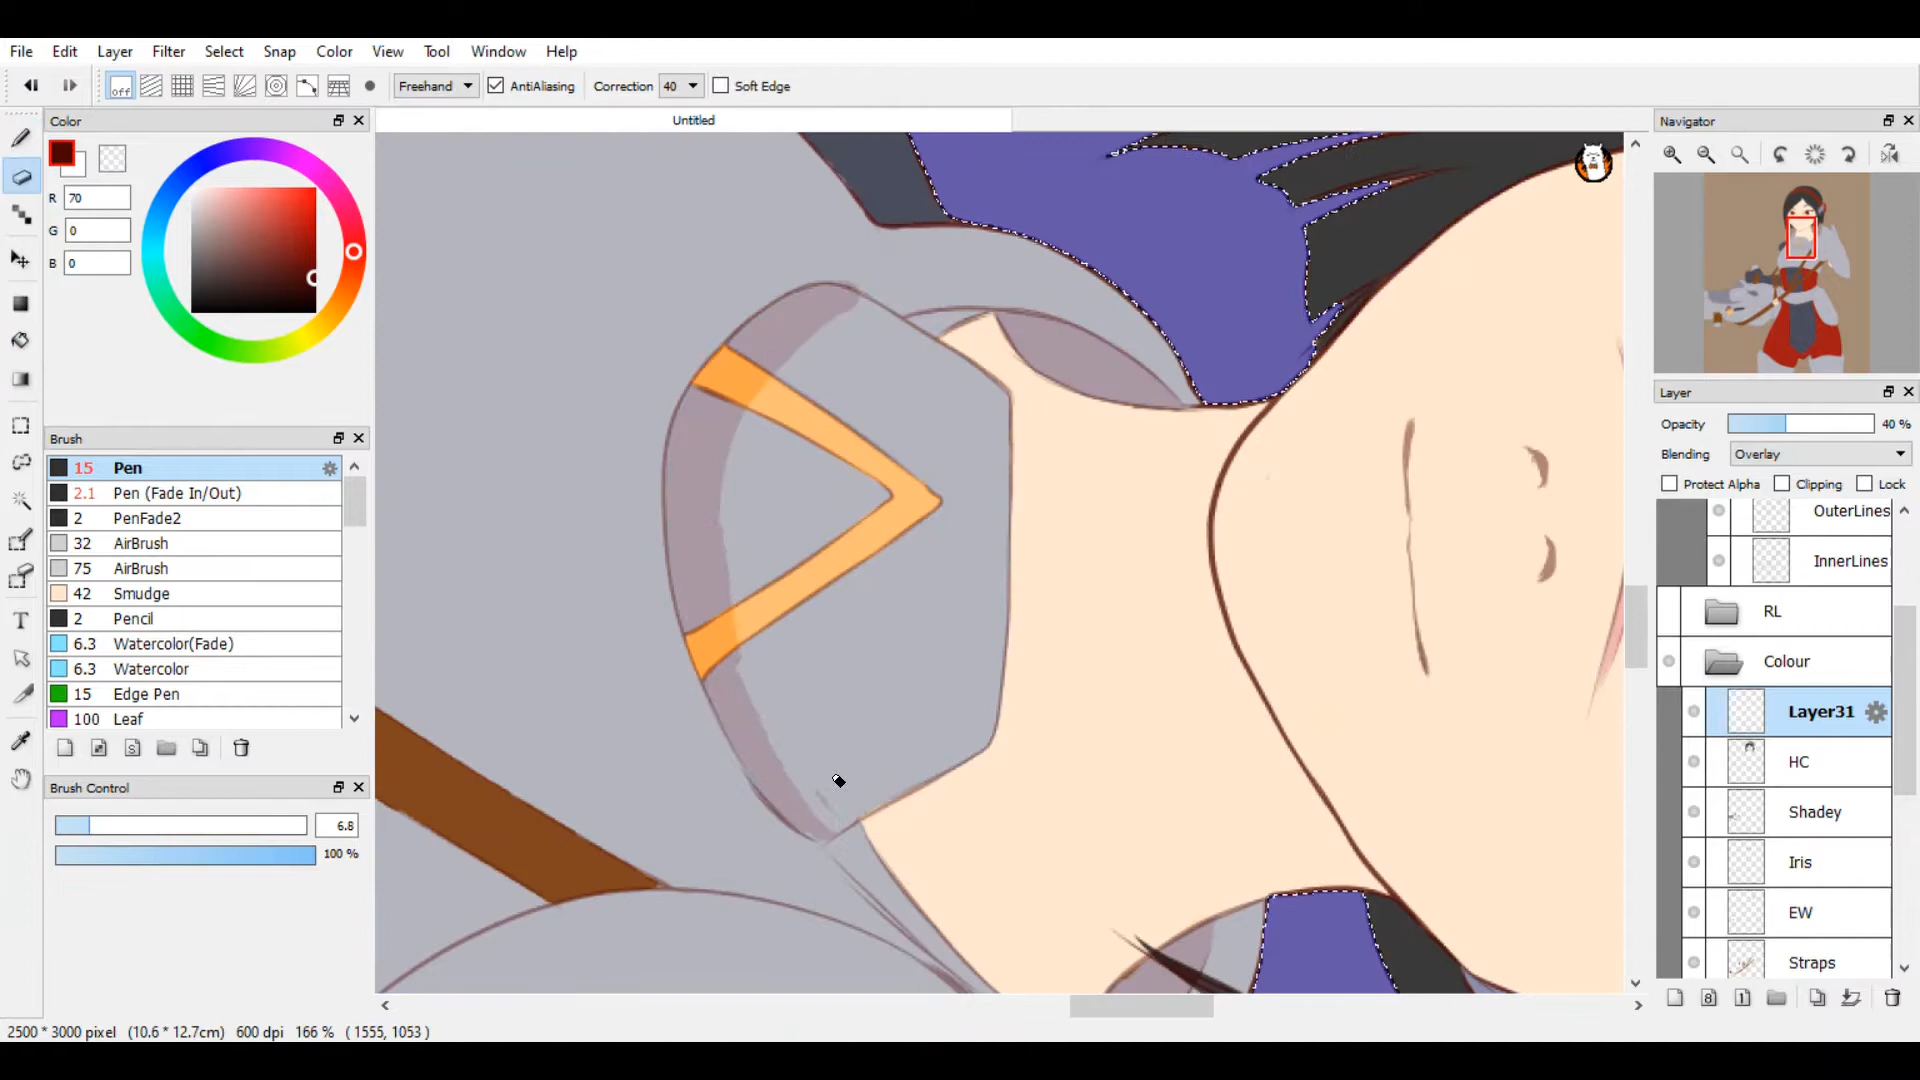 File Edit Layer Filter Select Snap Color View Tool Window Help
off Freehand AntiAliasing Correction 40 Soft Edge
Color
R 70
G 0
B 0
Brush
15 Pen
2.1 Pen (Fade In/Out)
2 PenFade2
32 AirBrush
75 AirBrush
42 Smudge
2 Pencil
6.3 Watercolor(Fade)
6.3 Watercolor
15 Edge Pen
100 Leaf
S
Brush Control
6.8
100 %
Untitled
Navigator
Layer
Opacity 40 %
Blending Overlay
Protect Alpha Clipping Lock
OuterLines
InnerLines
RL
Colour
Layer31
HC
Shadey
Iris
EW
Straps
8 1
2500 * 3000 pixel (10.6 * 12.7cm) 600 dpi 166 % ( 1555, 1053 )